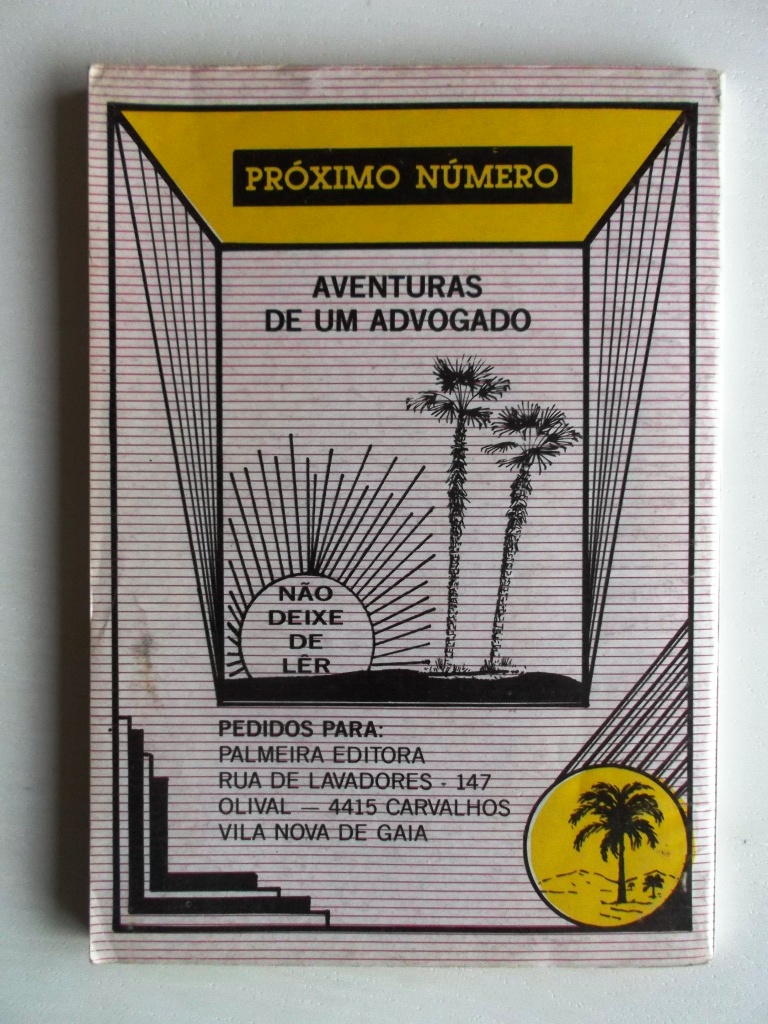 PRÓXIMO NÚMERO
AVENTURAS
DE UM ADVOGADO
NÃO
DEIXE
DE
LÊR
PEDIDOS PARA:
PALMEIRA EDITORA
RUA DE LAVADORES - 147
OLIVAL — 4415 CARVALHOS
VILA NOVA DE GAIA